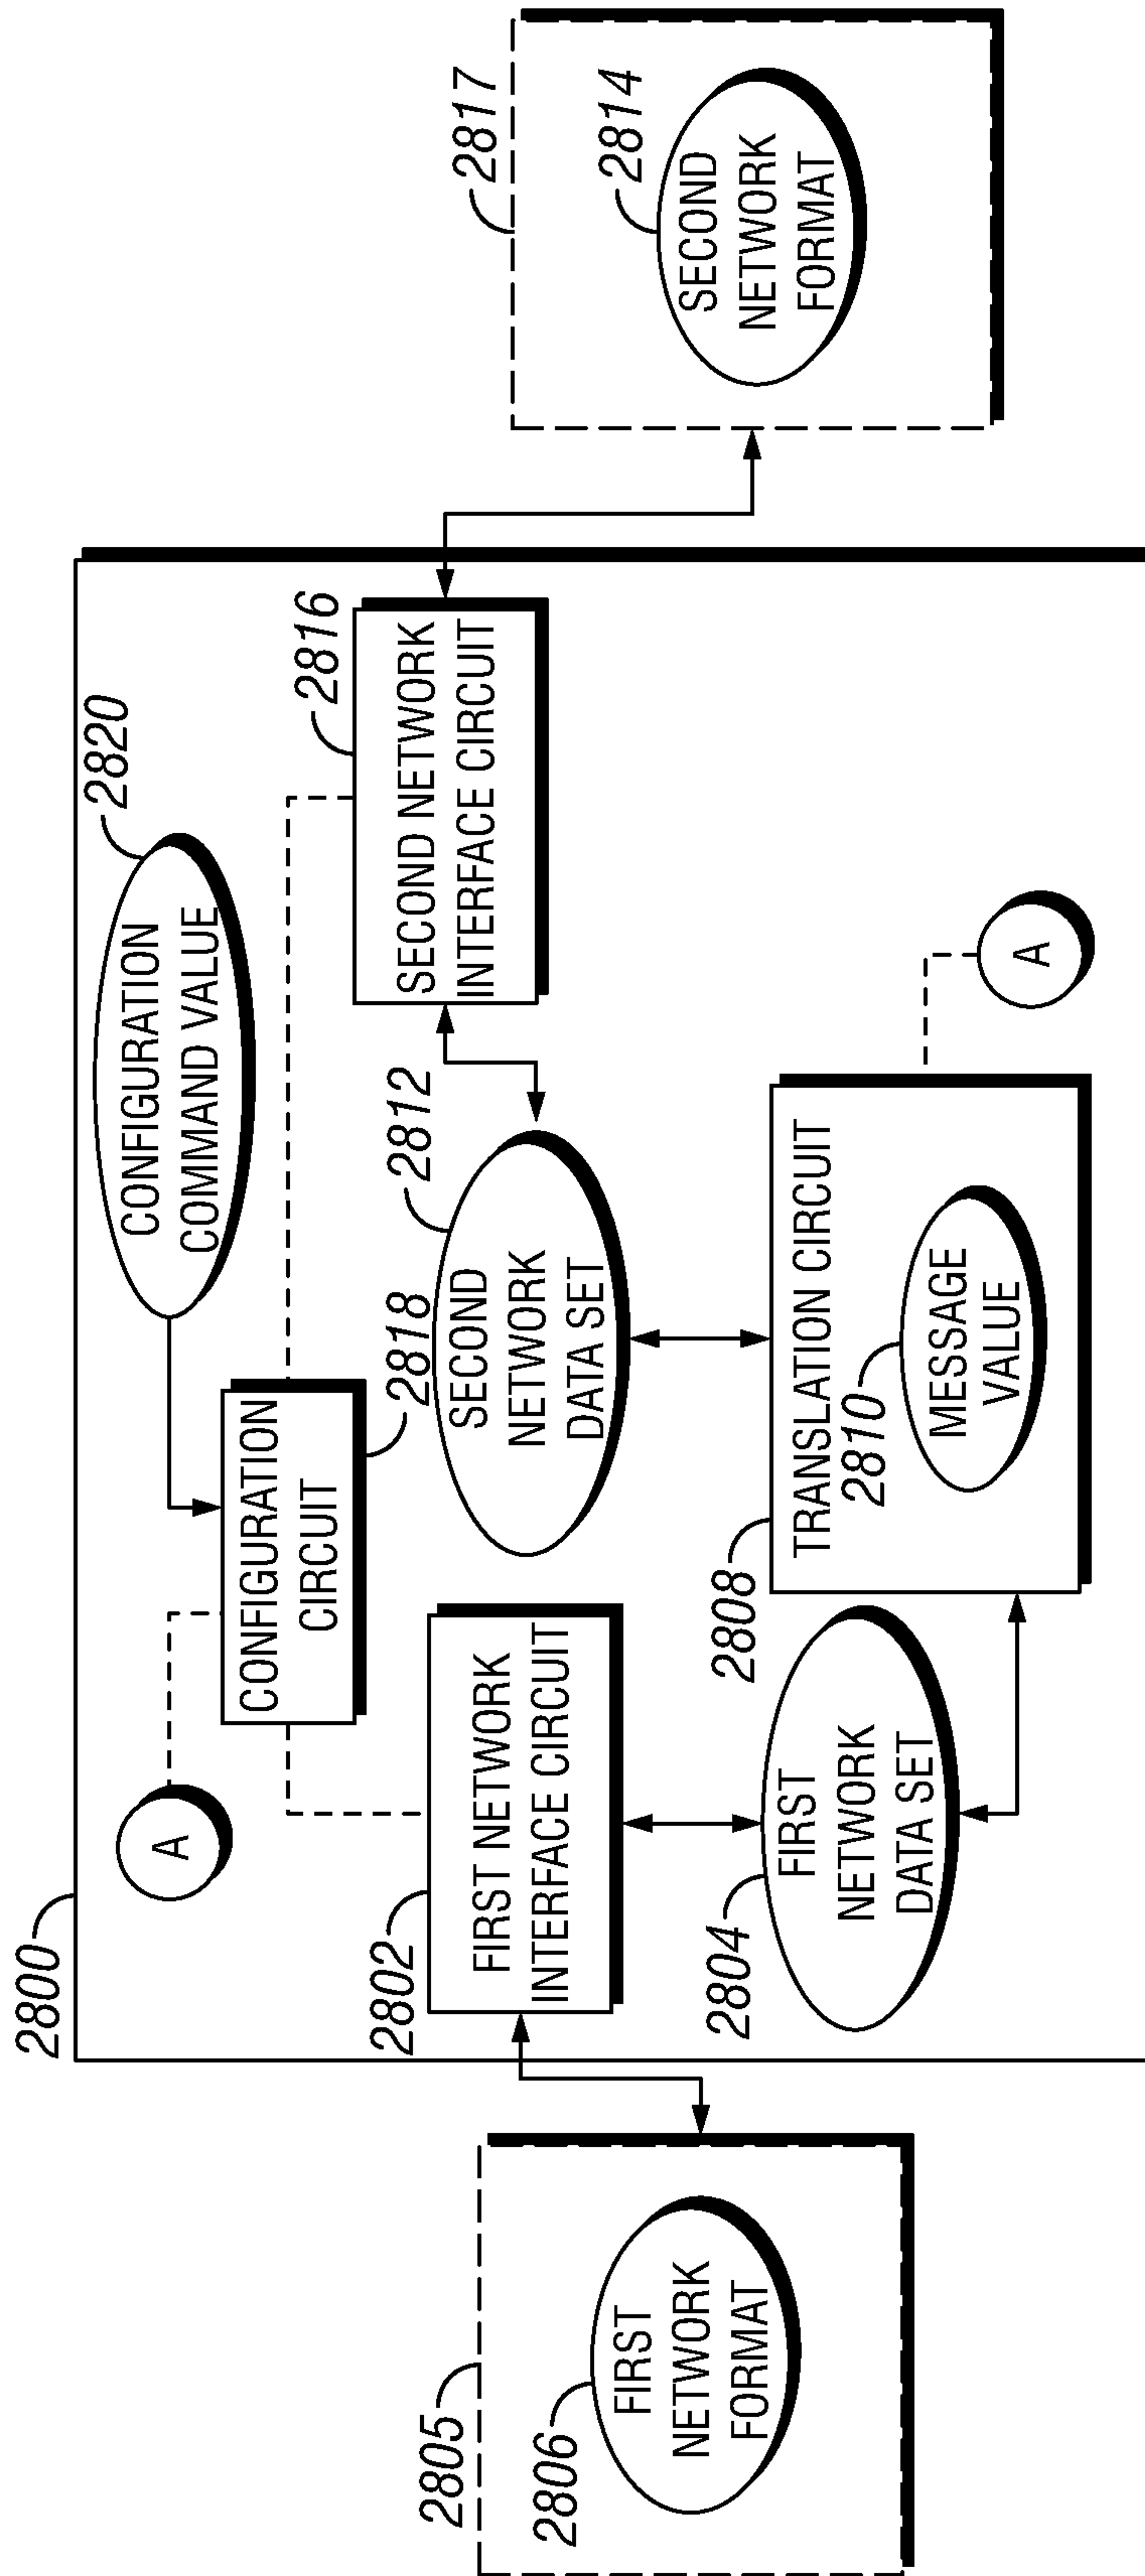 2800
2820
CONFIGURATION
COMMAND VALUE
A
CONFIGURATION
CIRCUIT
2818
2816
SECOND NETWORK
INTERFACE CIRCUIT
2802
FIRST NETWORK
INTERFACE CIRCUIT
2812
SECOND
NETWORK
DATA SET
2805
2806
FIRST
NETWORK
FORMAT
2817
2814
SECOND
NETWORK
FORMAT
2804
FIRST
NETWORK
DATA SET
2808
TRANSLATION CIRCUIT
2810
MESSAGE
VALUE
A